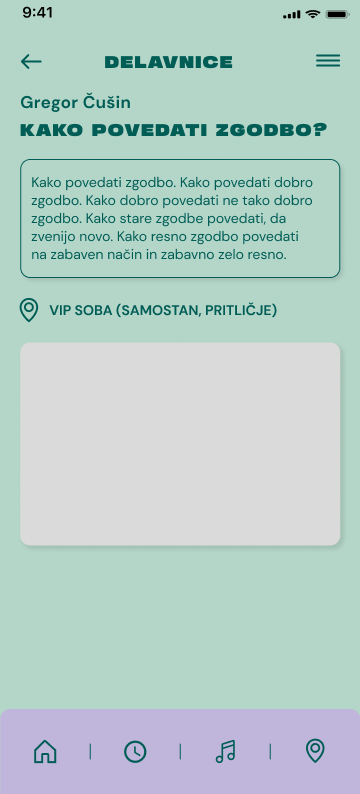 9:41
DELAVNICE
Gregor Čušin
KAKO POVEDATI ZGODBO?
Kako povedati zgodbo. Kako povedati dobro
zgodbo. Kako dobro povedati ne tako dobro
zgodbo. Kako stare zgodbe povedati, da
zvenijo novo. Kako resno zgodbo povedati
na zabaven način in zabavno zelo resno.
VIP SOBA (SAMOSTAN, PRITLIČJE)